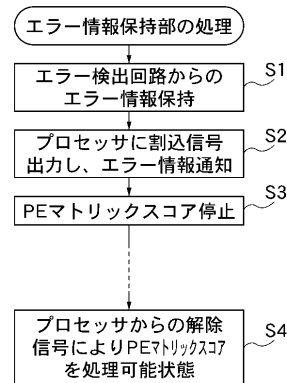 エラー情報保持部の処理
エラー検出回路からの
エラー情報保持
S1
プロセッサに割込信号
出力し、エラー情報通知
S2
PEマトリックスコア停止
S3
プロセッサからの解除
信号によりPEマトリックスコア
を処理可能状態
S4